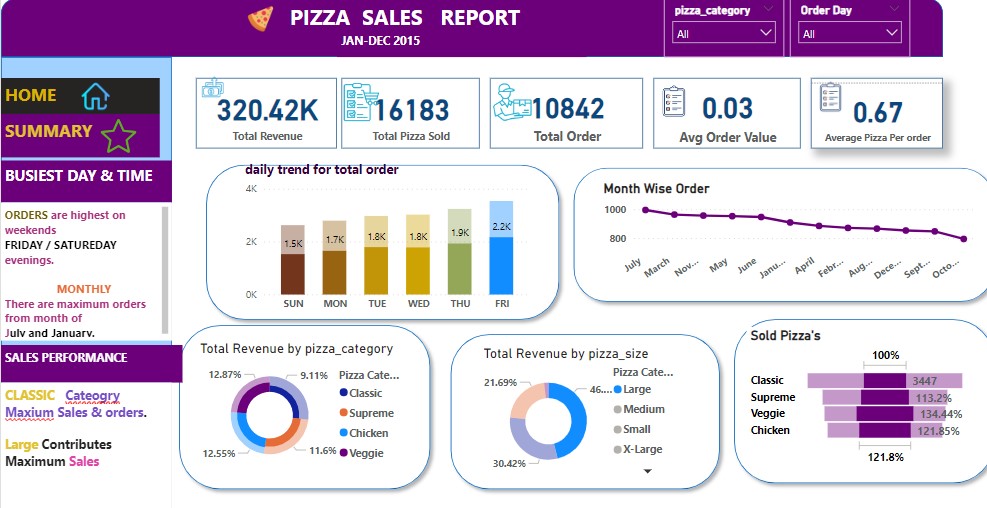 PIZZA SALES REPORT
JAN-DEC 2015
pizza_category
All
Order Day
All
HOME
SUMMARY
BUSIEST DAY & TIME
ORDERS are highest on
weekends
FRIDAY / SATUREDAY
evenings.
MONTHLY
There are maximum orders
from month of
July and January.
SALES PERFORMANCE
CLASSIC Cateogry
Maxium Sales & orders.
Large Contributes
Maximum Sales
320.42K
Total Revenue
16183
Total Pizza Sold
10842
Total Order
0.03
Avg Order Value
0.67
Average Pizza Per order
daily trend for total order
4K
2K
0K
1.5K
1.7K
1.8K
1.8K
1.9K
2.2K
SUN
MON
TUE
WED
THU
FRI
Month Wise Order
1000
800
July
March
Nov...
May
June
Janu...
April
Febr...
Aug...
Dece...
Sept...
Octo...
Total Revenue by pizza_category
12.87%
9.11%
12.55%
11.6%
Pizza Cate...
Classic
Supreme
Chicken
Veggie
Total Revenue by pizza_size
21.69%
46....
30.42%
Pizza Cate...
Large
Medium
Small
X-Large
Sold Pizza's
100%
Classic 3447
Supreme 113.2%
Veggie 134.44%
Chicken 121.85%
121.8%